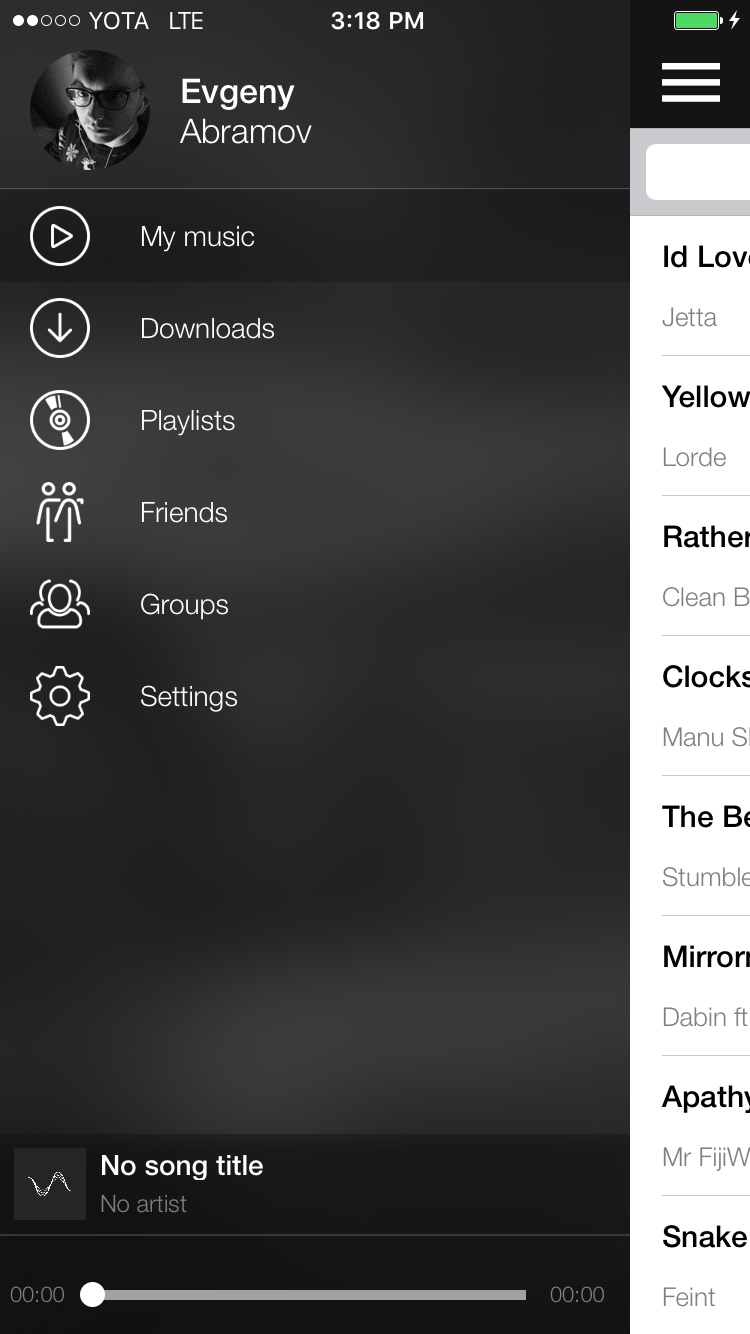 YOTA LTE 3:18 PM
Evgeny
Abramov
My music
Downloads
Playlists
Friends
Groups
Settings
No song title
No artist
00:00 00:00
Id Lov
Jetta
Yellow
Lorde
Rather
Clean B
Clocks
Manu S
The Be
Stumble
Mirror
Dabin ft
Apathy
Mr FijiW
Snake
Feint